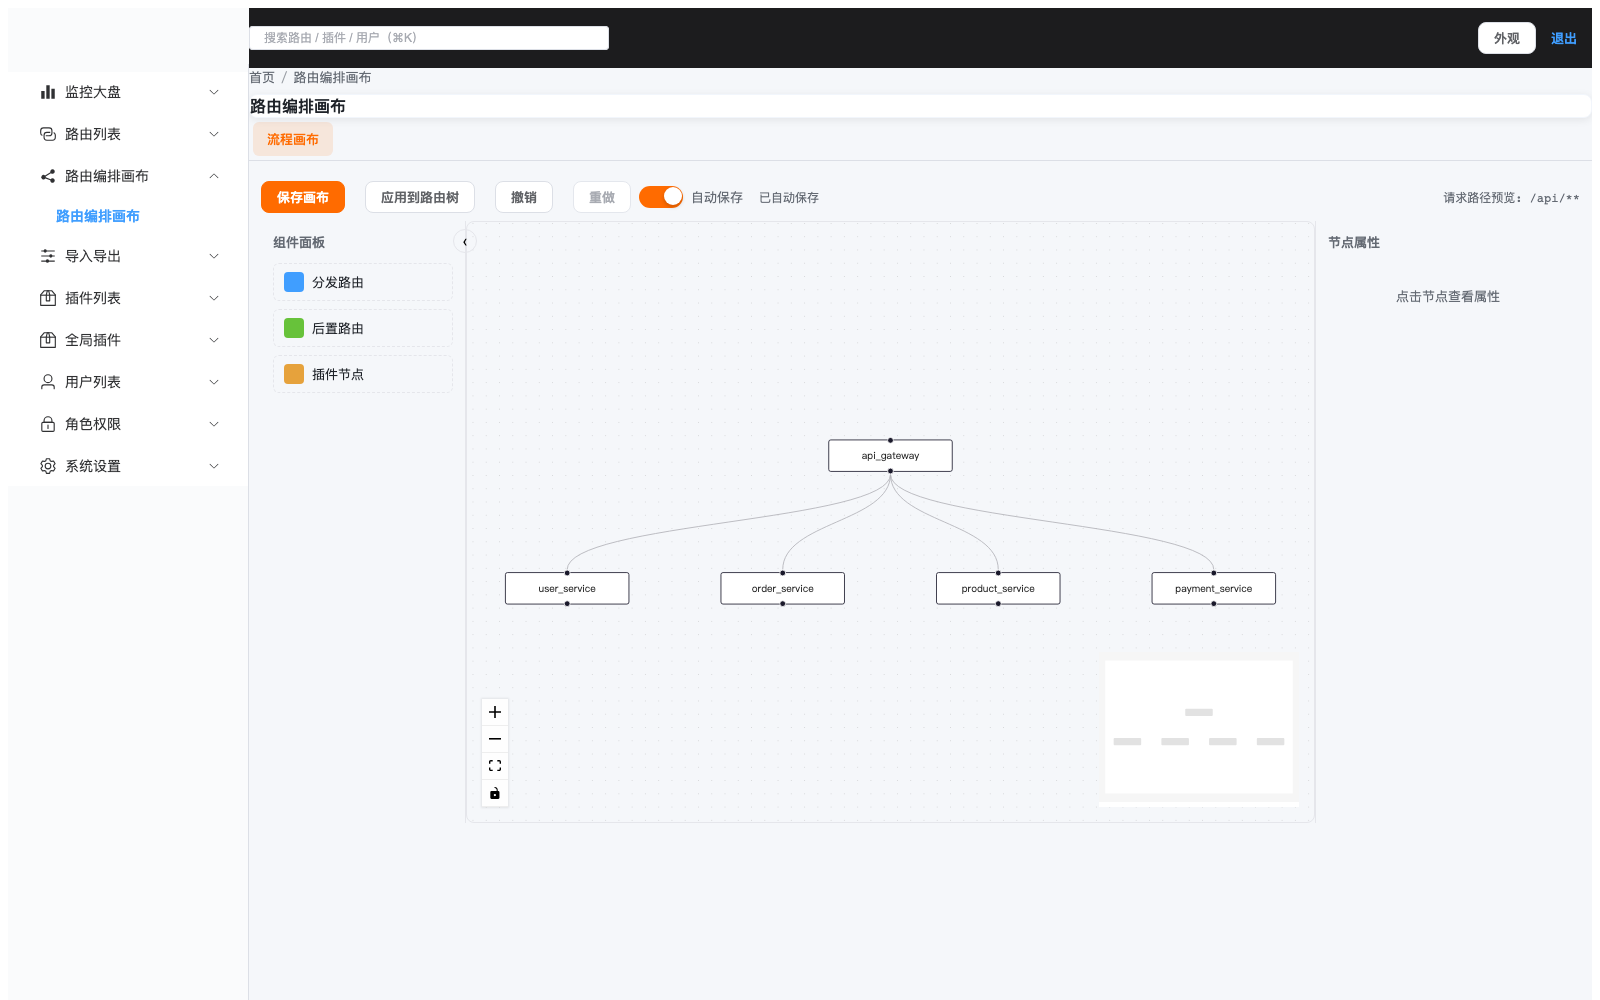 搜索路由 / 插件 / 用户（⌘K）
外观
退出
监控大盘
路由列表
路由编排画布
路由编排画布
导入导出
插件列表
全局插件
用户列表
角色权限
系统设置
首页 / 路由编排画布
路由编排画布
流程画布
保存画布
应用到路由树
撤销
重做
自动保存
已自动保存
请求路径预览: /api/**
组件面板
分发路由
后置路由
插件节点
api_gateway
user_service
order_service
product_service
payment_service
节点属性
点击节点查看属性